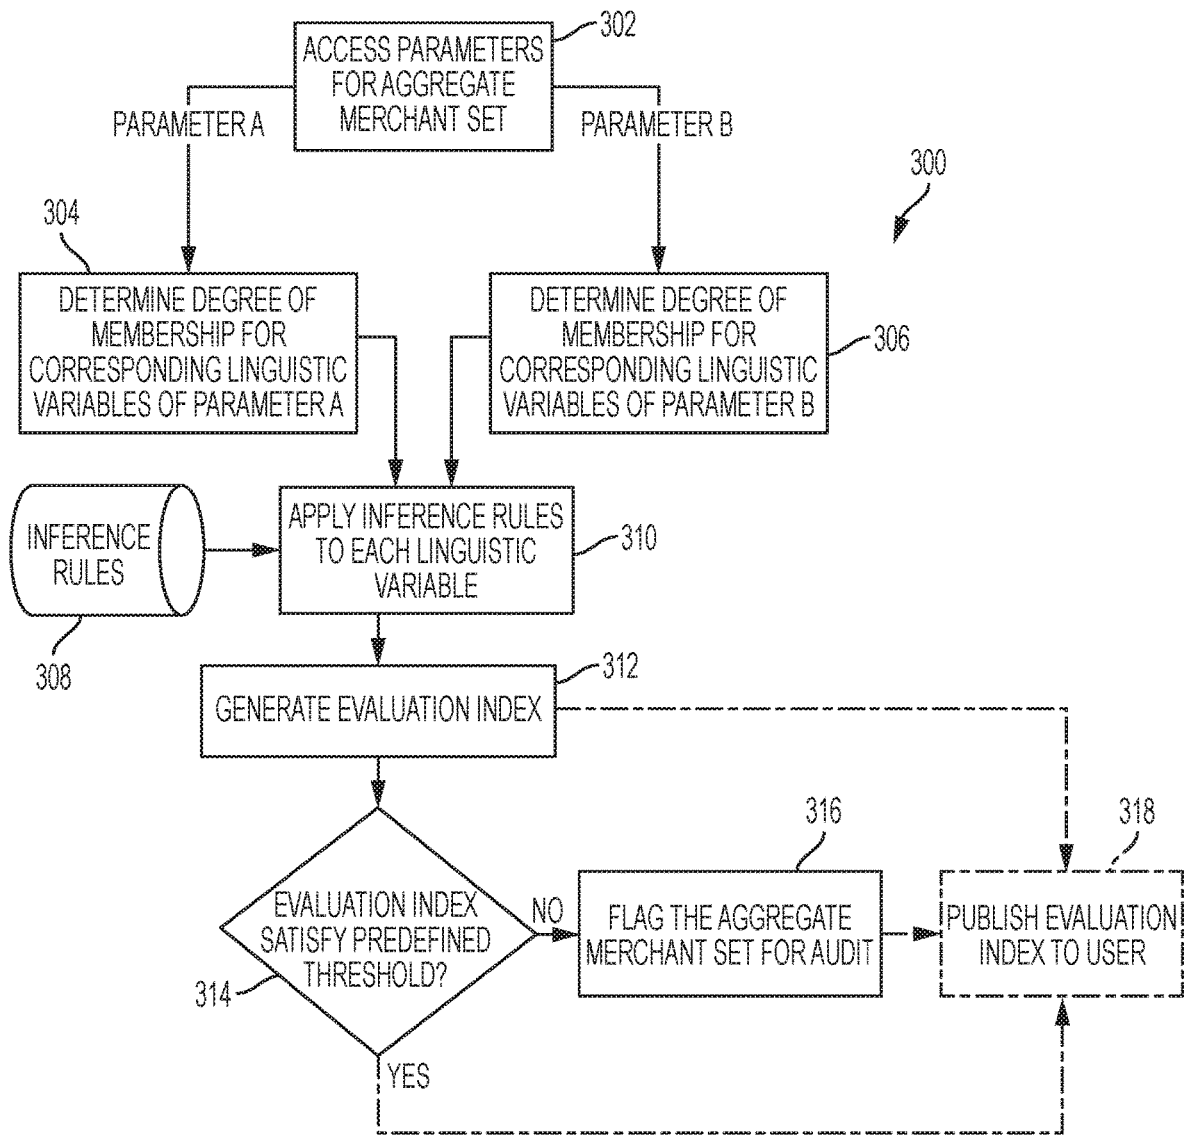 302
ACCESS PARAMETERS
FOR AGGREGATE
MERCHANT SET
PARAMETER A
PARAMETER B
300
304
DETERMINE DEGREE OF
MEMBERSHIP FOR
CORRESPONDING LINGUISTIC
VARIABLES OF PARAMETER A
DETERMINE DEGREE OF
MEMBERSHIP FOR
CORRESPONDING LINGUISTIC
VARIABLES OF PARAMETER B
306
INFERENCE
RULES
308
APPLY INFERENCE RULES
TO EACH LINGUISTIC
VARIABLE
310
312
GENERATE EVALUATION INDEX
EVALUATION INDEX
SATISFY PREDEFINED
THRESHOLD?
314
NO
YES
316
FLAG THE AGGREGATE
MERCHANT SET FOR AUDIT
318
PUBLISH EVALUATION
INDEX TO USER